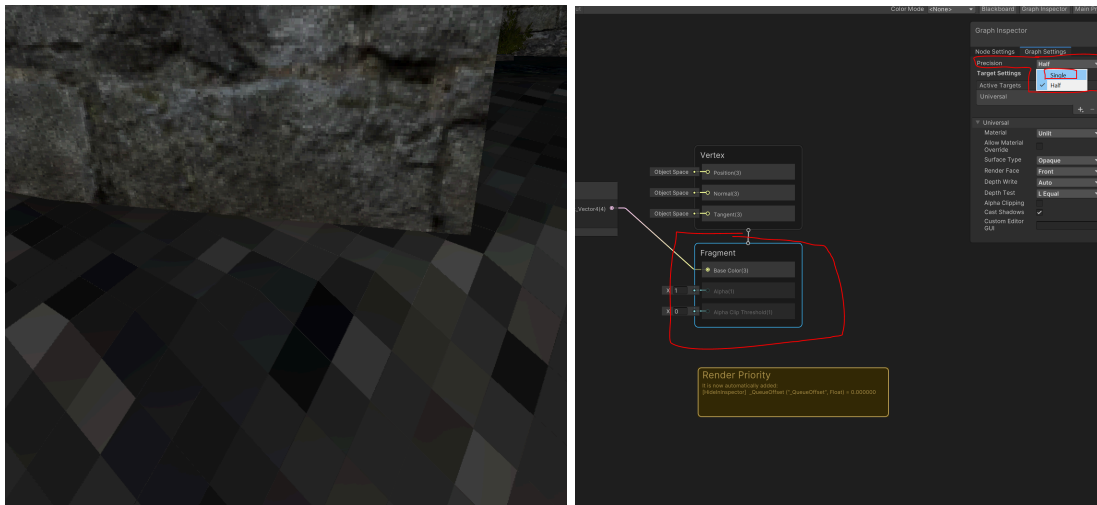 Color Mode <None>
Blackboard
Graph Inspector
Main Pr
Graph Inspector
Node Settings
Graph Settings
Precision
Half
Single
Half
Target Settings
Active Targets
Universal
+
−
Universal
Material
Unlit
Allow Material
Override
Surface Type
Opaque
Render Face
Front
Depth Write
Auto
Depth Test
L Equal
Alpha Clipping
Cast Shadows
Custom Editor
GUI
Vertex
Object Space
Position(3)
Object Space
Normal(3)
Object Space
Tangent(3)
_Vector4(4)
Fragment
Base Color(3)
X 1
Alpha(1)
X 0
Alpha Clip Threshold(1)
Render Priority
It is now automatically added:
[HideInInspector] _QueueOffset ("_QueueOffset", Float) = 0.000000